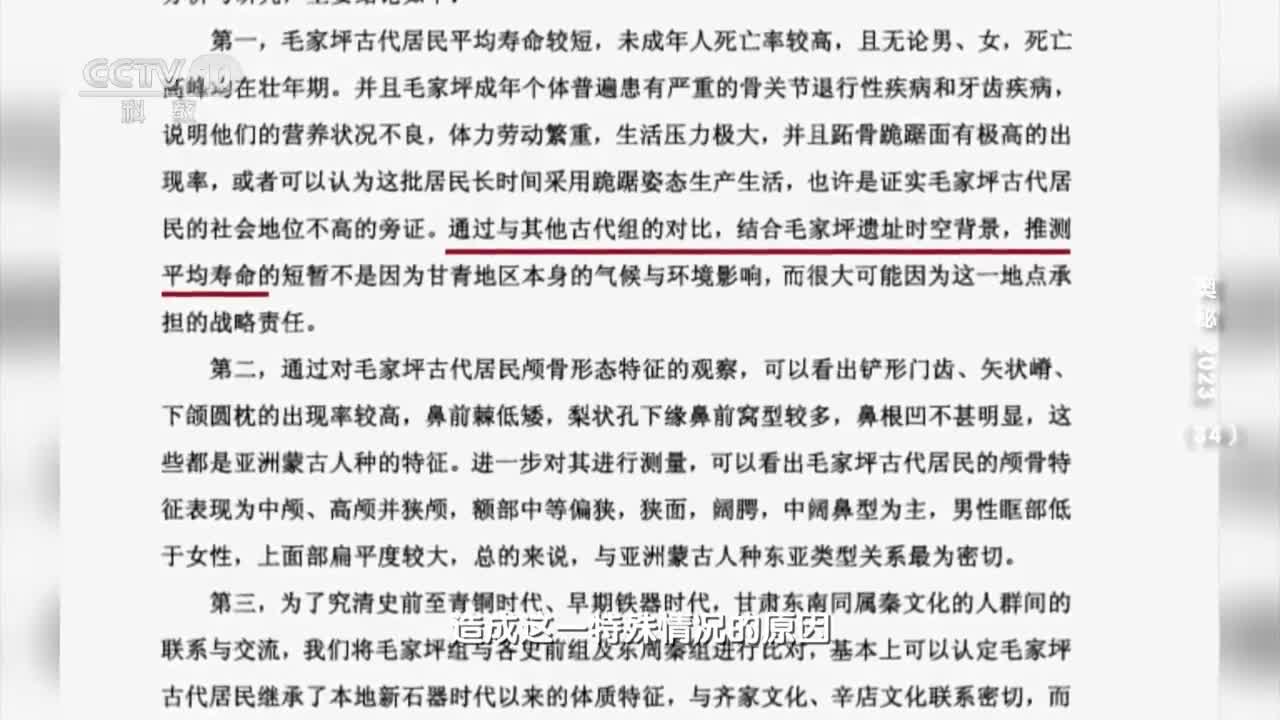 第一，毛家坪古代居民平均寿命较短，未成年人死亡率较高，且无论男、女，死亡
高峰均在壮年期。并且毛家坪成年个体普遍患有严重的骨关节退行性疾病和牙齿疾病，
说明他们的营养状况不良，体力劳动繁重，生活压力极大，并且跖骨跪踞面有极高的出
现率，或者可以认为这批居民长时间采用跪踞姿态生产生活，也许是证实毛家坪古代居
民的社会地位不高的旁证。通过与其他古代组的对比，结合毛家坪遗址时空背景，推测
平均寿命的短暂不是因为甘青地区本身的气候与环境影响，而很大可能因为这一地点承
担的战略责任。
第二，通过对毛家坪古代居民颅骨形态特征的观察，可以看出铲形门齿、矢状嵴、
下颌圆枕的出现率较高，鼻前棘低矮，梨状孔下缘鼻前窝型较多，鼻根凹不甚明显，这
些都是亚洲蒙古人种的特征。进一步对其进行测量，可以看出毛家坪古代居民的颅骨特
征表现为中颅、高颅并狭颅，额部中等偏狭，狭面，阔腭，中阔鼻型为主，男性眶部低
于女性，上面部扁平度较大，总的来说，与亚洲蒙古人种东亚类型关系最为密切。
第三，为了究清史前至青铜时代、早期铁器时代，甘肃东南同属秦文化的人群间的
联系与交流，我们将毛家坪组与各史前组及东周秦组进行比对，基本上可以认定毛家坪
古代居民继承了本地新石器时代以来的体质特征，与齐家文化、辛店文化联系密切，而
造成这一特殊情况的原因
CCTV 10
科教
奥秘 2023
（34）